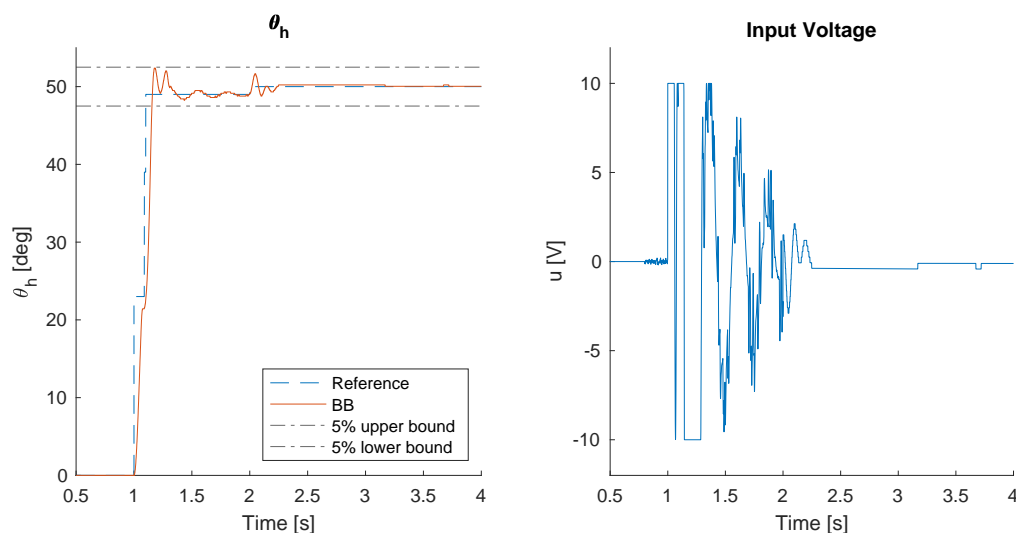 θh
θh [deg]
50
40
30
20
10
0
0.5 1 1.5 2 2.5 3 3.5 4
Time [s]
Reference
BB
5% upper bound
5% lower bound
Input Voltage
u [V]
10
5
0
-5
-10
0.5 1 1.5 2 2.5 3 3.5 4
Time [s]